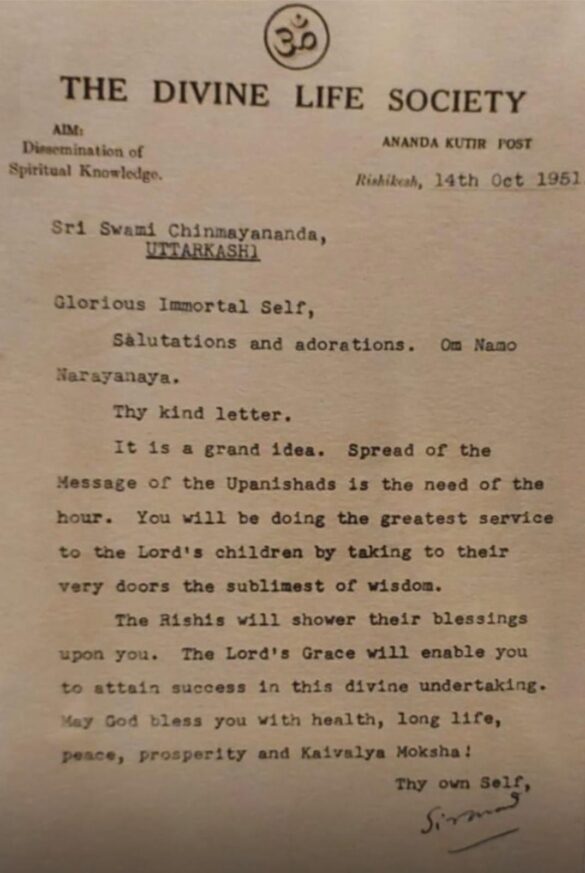 ॐ
THE DIVINE LIFE SOCIETY
AIM:
Dissemination of
Spiritual Knowledge.
ANANDA KUTIR POST
Rishikesh, 14th Oct 1951
Sri Swami Chinmayananda,
UTTARKASHI
Glorious Immortal Self,
Salutations and adorations. Om Namo
Narayanaya.
Thy kind letter.
It is a grand idea. Spread of the
Message of the Upanishads is the need of the
hour. You will be doing the greatest service
to the Lord's children by taking to their
very doors the sublimest of wisdom.
The Rishis will shower their blessings
upon you. The Lord's Grace will enable you
to attain success in this divine undertaking.
May God bless you with health, long life,
peace, prosperity and Kaivalya Moksha!
Thy own Self,